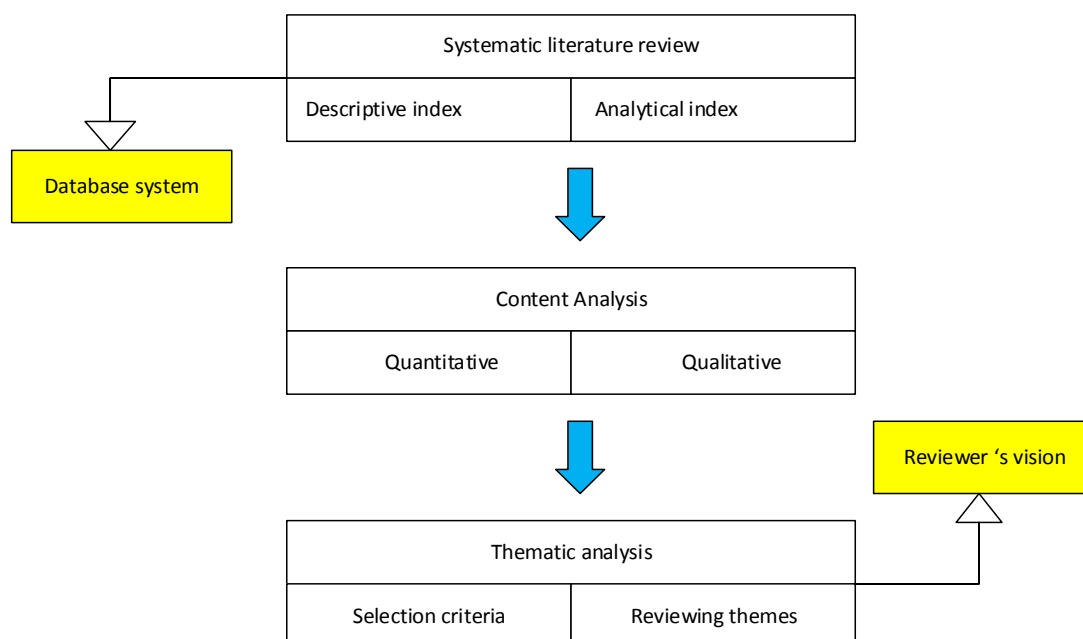 Systematic literature review
Descriptive index
Analytical index
Database system
Content Analysis
Quantitative
Qualitative
Reviewer ‘s vision
Thematic analysis
Selection criteria
Reviewing themes